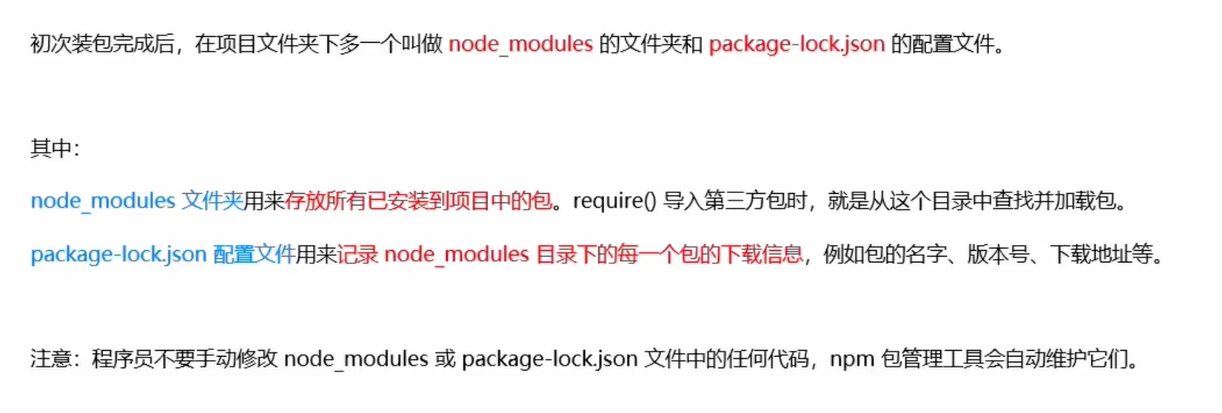 初次装包完成后，在项目文件夹下多一个叫做 node_modules 的文件夹和 package-lock.json 的配置文件。
其中：
node_modules 文件夹用来存放所有已安装到项目中的包。require() 导入第三方包时，就是从这个目录中查找并加载包。
package-lock.json 配置文件用来记录 node_modules 目录下的每一个包的下载信息，例如包的名字、版本号、下载地址等。
注意：程序员不要手动修改 node_modules 或 package-lock.json 文件中的任何代码，npm 包管理工具会自动维护它们。